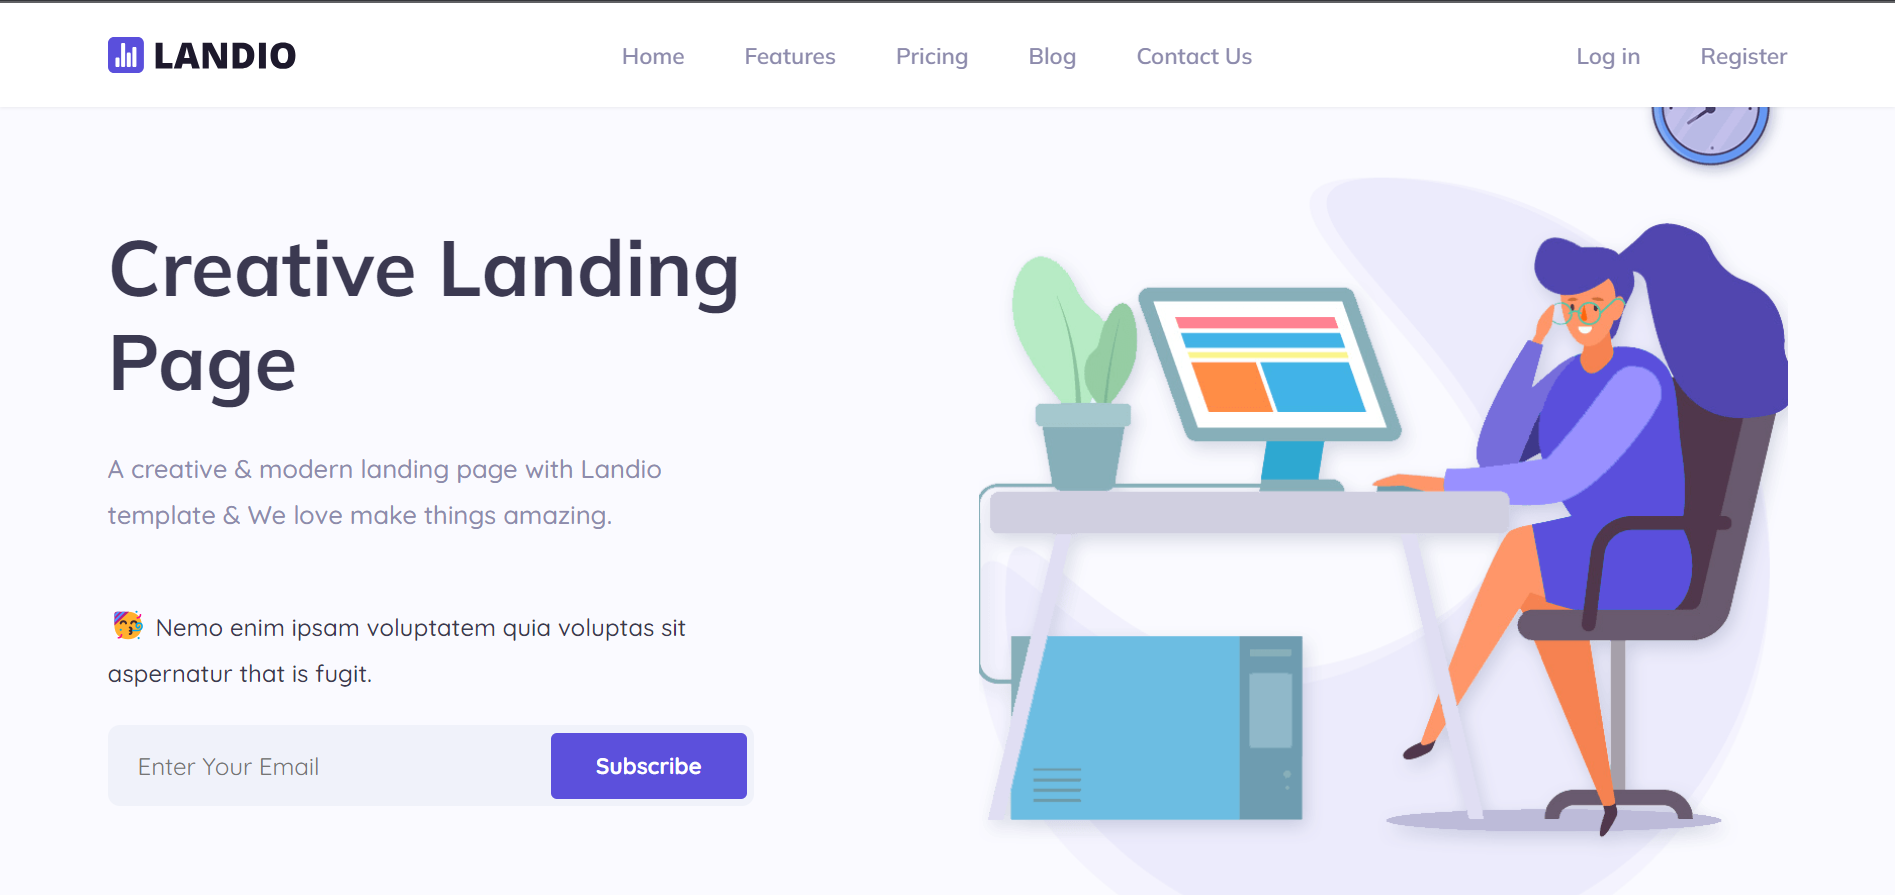 LANDIO
Home Features Pricing Blog Contact Us
Log in Register
Creative Landing
Page
A creative & modern landing page with Landio
template & We love make things amazing.
🥳 Nemo enim ipsam voluptatem quia voluptas sit
aspernatur that is fugit.
Enter Your Email
Subscribe